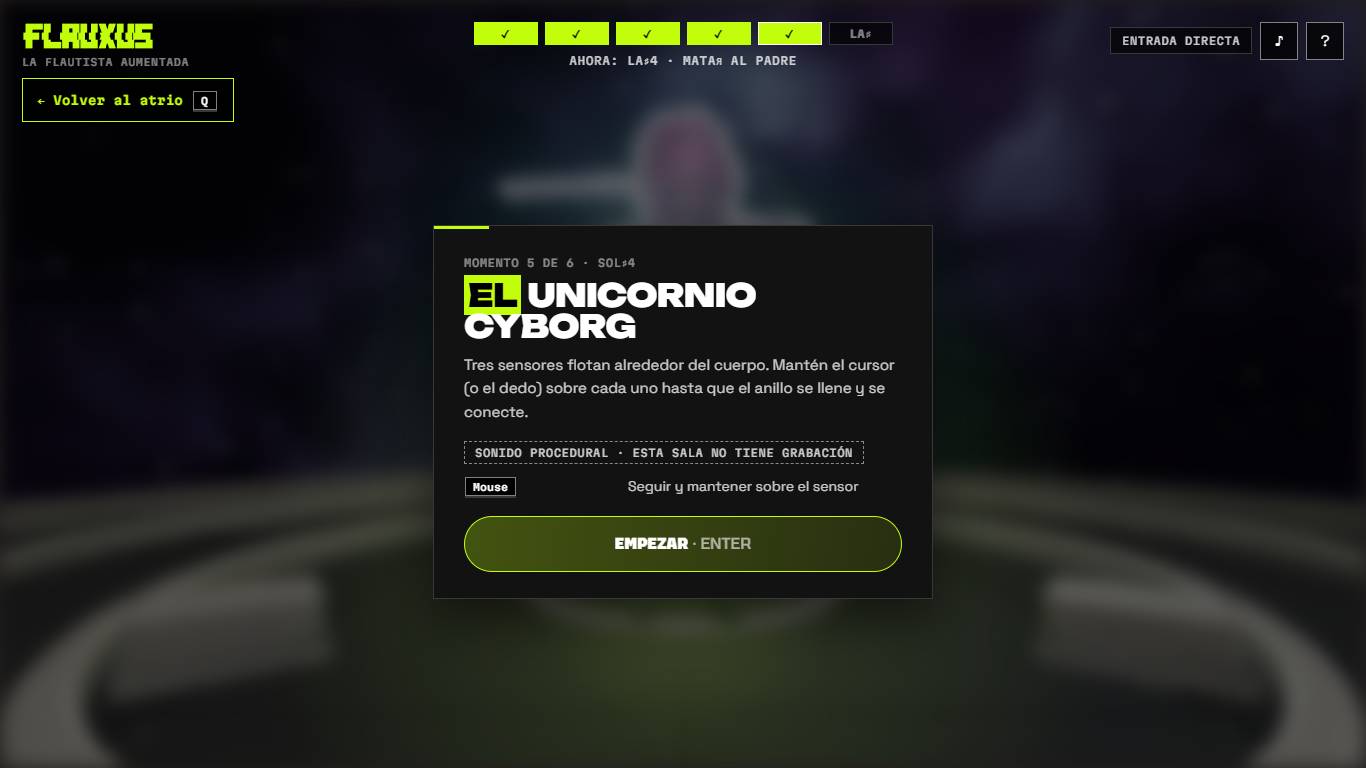 FLAUXUS
LA FLAUTISTA AUMENTADA
← Volver al atrio Q
✓ ✓ ✓ ✓ ✓ LA♯
AHORA: LA♯4 · MATAЯ AL PADRE
ENTRADA DIRECTA ♪ ?
MOMENTO 5 DE 6 · SOL♯4
EL UNICORNIO
CYBORG
Tres sensores flotan alrededor del cuerpo. Mantén el cursor
(o el dedo) sobre cada uno hasta que el anillo se llene y se
conecte.
SONIDO PROCEDURAL · ESTA SALA NO TIENE GRABACIÓN
Mouse Seguir y mantener sobre el sensor
EMPEZAR · ENTER